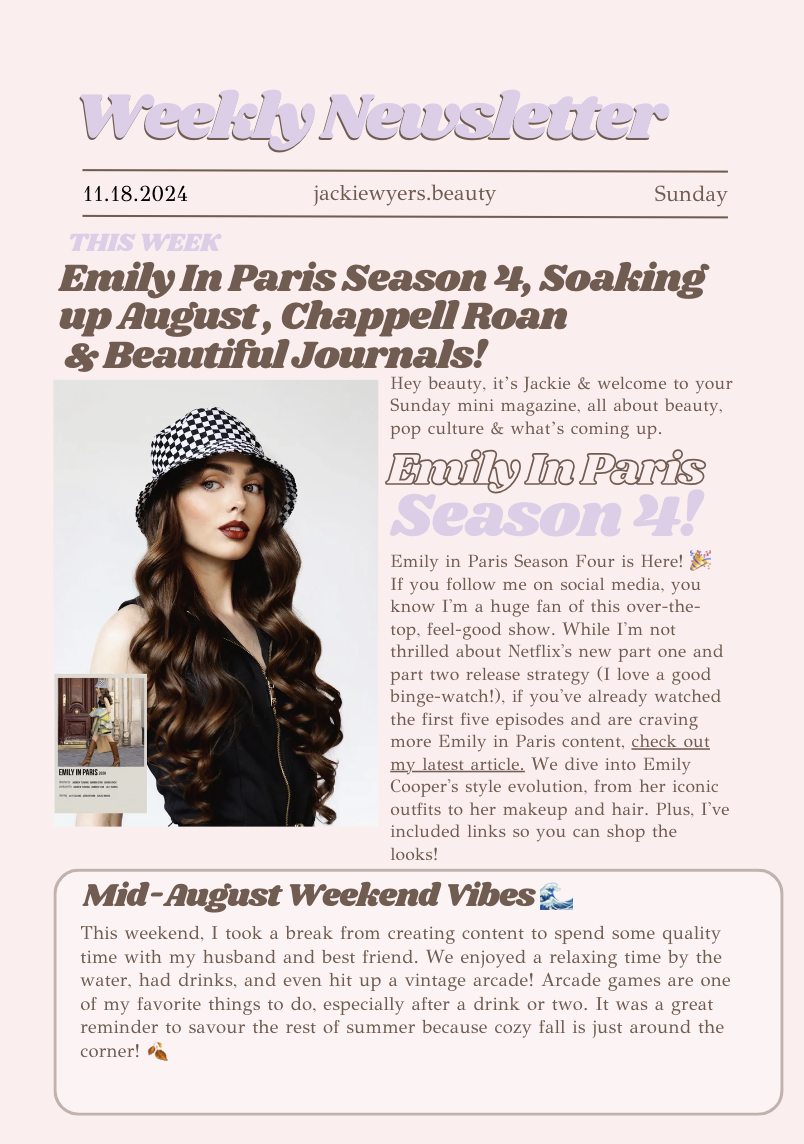 Weekly Newsletter
11.18.2024 jackiewyers.beauty Sunday
THIS WEEK
Emily In Paris Season 4, Soaking
up August , Chappell Roan
& Beautiful Journals!
Hey beauty, it's Jackie & welcome to your
Sunday mini magazine, all about beauty,
pop culture & what's coming up.
Emily In Paris
Season 4!
Emily in Paris Season Four is Here! 🎉
If you follow me on social media, you
know I'm a huge fan of this over-the-
top, feel-good show. While I'm not
thrilled about Netflix's new part one and
part two release strategy (I love a good
binge-watch!), if you've already watched
the first five episodes and are craving
more Emily in Paris content, check out
my latest article. We dive into Emily
Cooper's style evolution, from her iconic
outfits to her makeup and hair. Plus, I've
included links so you can shop the
looks!
EMILY IN PARIS
Mid-August Weekend Vibes 🌊
This weekend, I took a break from creating content to spend some quality
time with my husband and best friend. We enjoyed a relaxing time by the
water, had drinks, and even hit up a vintage arcade! Arcade games are one
of my favorite things to do, especially after a drink or two. It was a great
reminder to savour the rest of summer because cozy fall is just around the
corner! 🍂